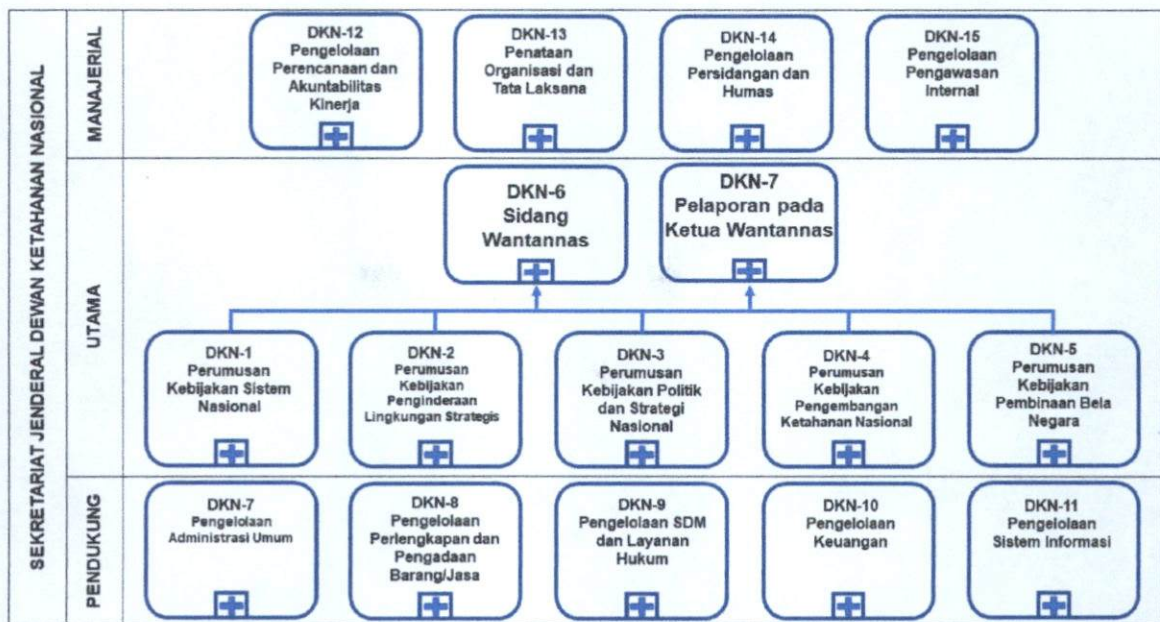 SEKRETARIAT JENDERAL DEWAN KETAHANAN NASIONAL
MANAJERIAL
DKN-12
Pengelolaan
Perencanaan dan
Akuntabilitas
Kinerja
DKN-13
Penataan
Organisasi dan
Tata Laksana
DKN-14
Pengelolaan
Persidangan dan
Humas
DKN-15
Pengelolaan
Pengawasan
Internal
UTAMA
DKN-6
Sidang
Wantannas
DKN-7
Pelaporan pada
Ketua Wantannas
DKN-1
Perumusan
Kebijakan Sistem
Nasional
DKN-2
Perumusan
Kebijakan
Penginderaan
Lingkungan Strategis
DKN-3
Perumusan
Kebijakan Politik
dan Strategi
Nasional
DKN-4
Perumusan
Kebijakan
Pengembangan
Ketahanan Nasional
DKN-5
Perumusan
Kebijakan
Pembinaan Bela
Negara
PENDUKUNG
DKN-7
Pengelolaan
Administrasi Umum
DKN-8
Pengelolaan
Perlengkapan dan
Pengadaan
Barang/Jasa
DKN-9
Pengelolaan SDM
dan Layanan
Hukum
DKN-10
Pengelolaan
Keuangan
DKN-11
Pengelolaan
Sistem Informasi